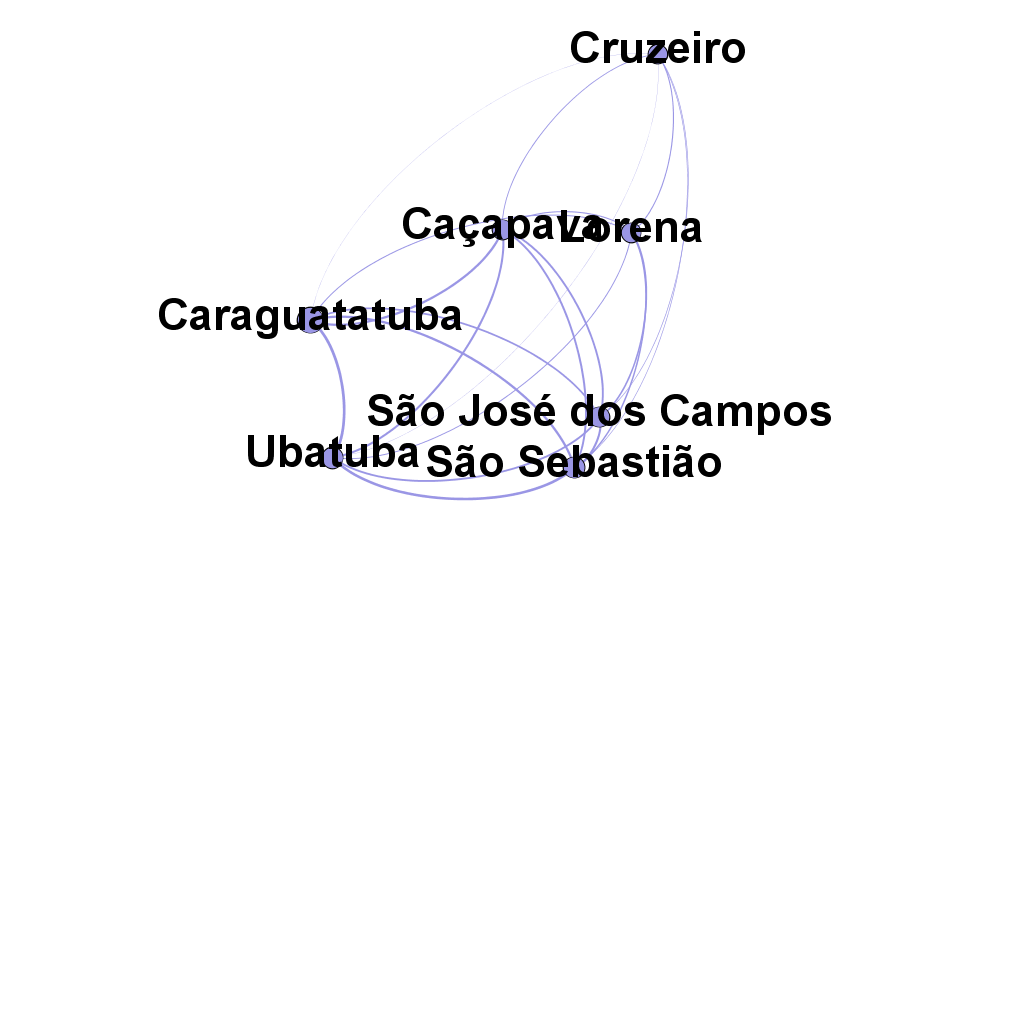 Cruzeiro
Caçapava
Lorena
Caraguatatuba
São José dos Campos
Ubatuba
São Sebastião